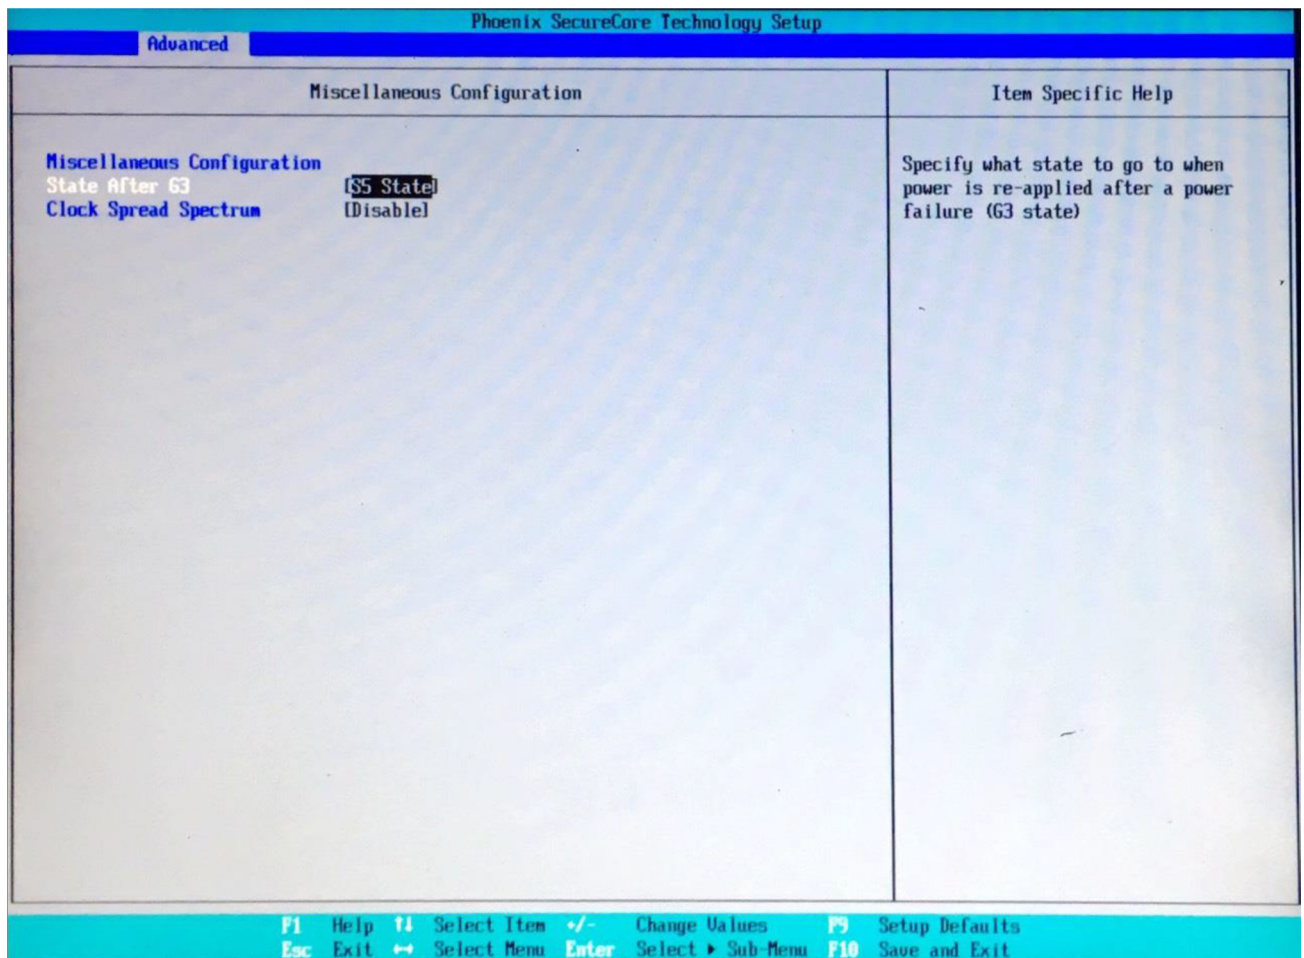 Phoenix SecureCore Technology Setup
Advanced
Miscellaneous Configuration
Item Specific Help
Miscellaneous Configuration
State After G3 [S5 State]
Clock Spread Spectrum [Disable]
Specify what state to go to when
power is re-applied after a power
failure (G3 state)
F1 Help ↑↓ Select Item +/- Change Values F9 Setup Defaults
Esc Exit ↔ Select Menu Enter Select ▶ Sub-Menu F10 Save and Exit